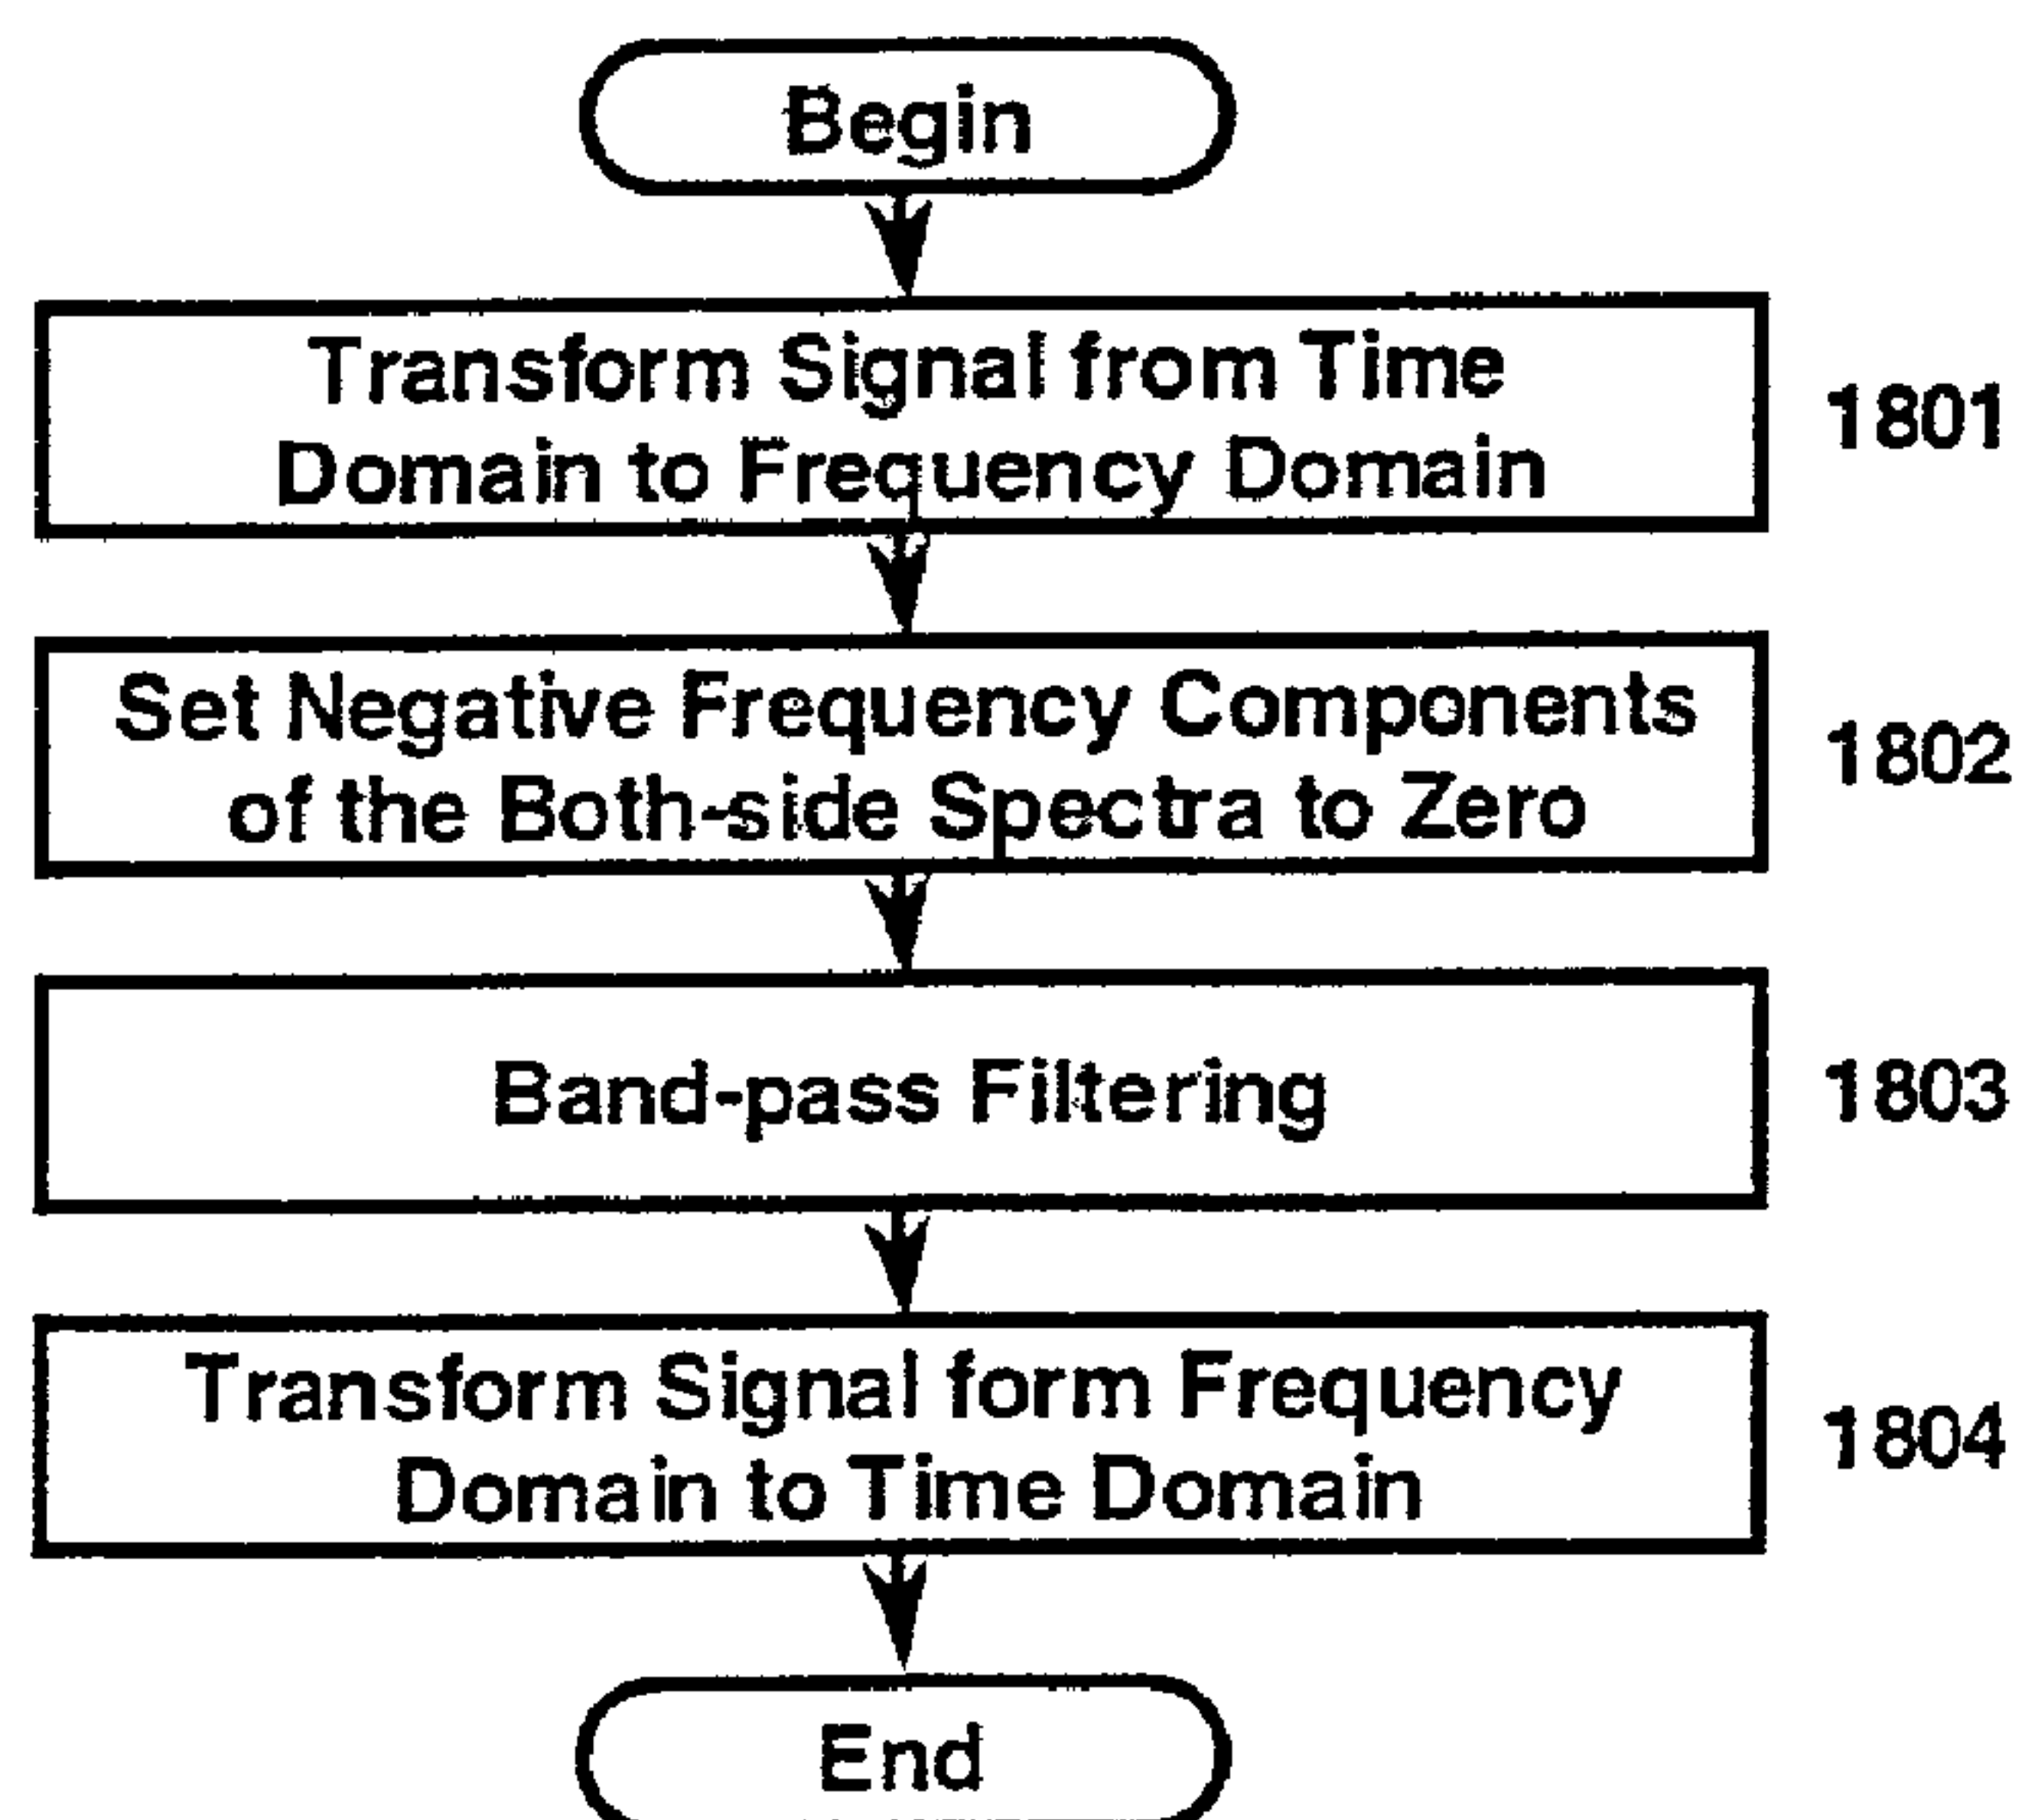 Begin
Transform Signal from Time
Domain to Frequency Domain
1801
Set Negative Frequency Components
of the Both-side Spectra to Zero
1802
Band-pass Filtering
1803
Transform Signal form Frequency
Domain to Time Domain
1804
End